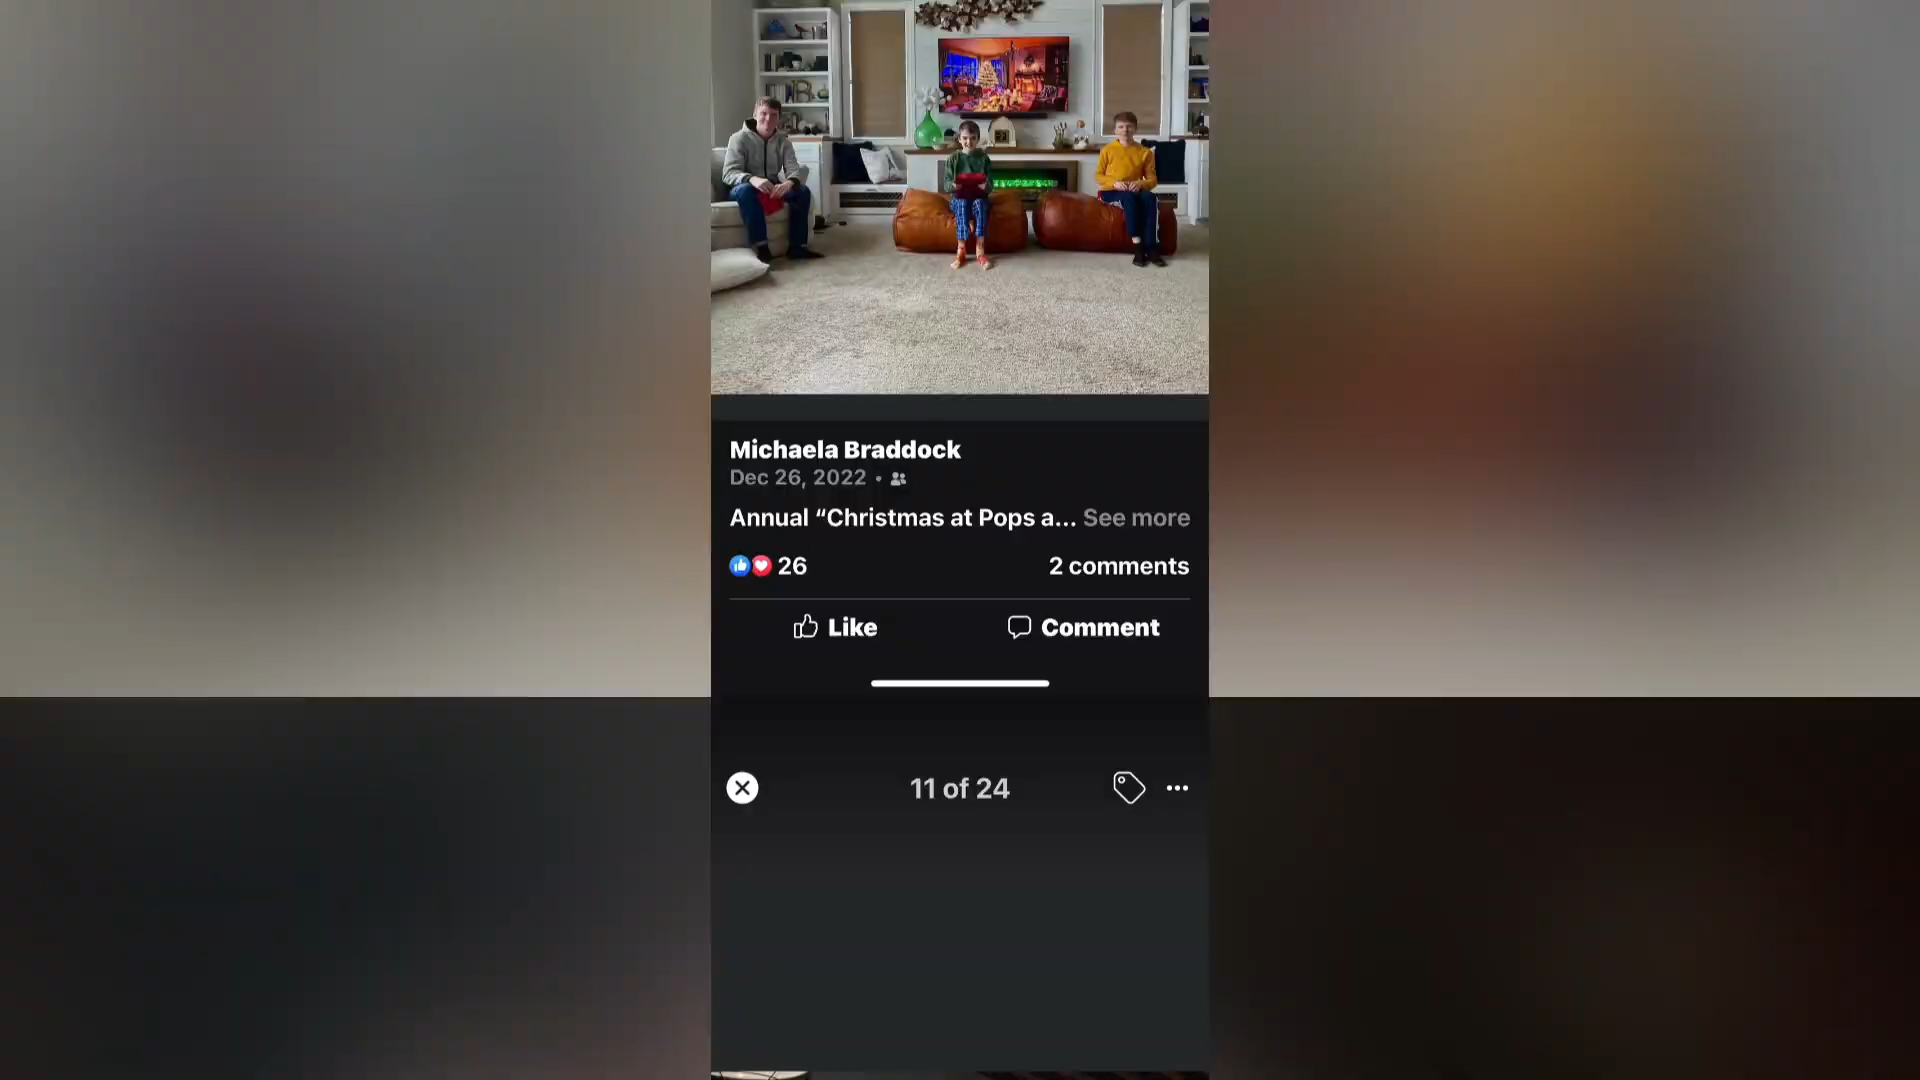 Michaela Braddock
Dec 26, 2022 •
Annual “Christmas at Pops a... See more
26
2 comments
Like
Comment
11 of 24